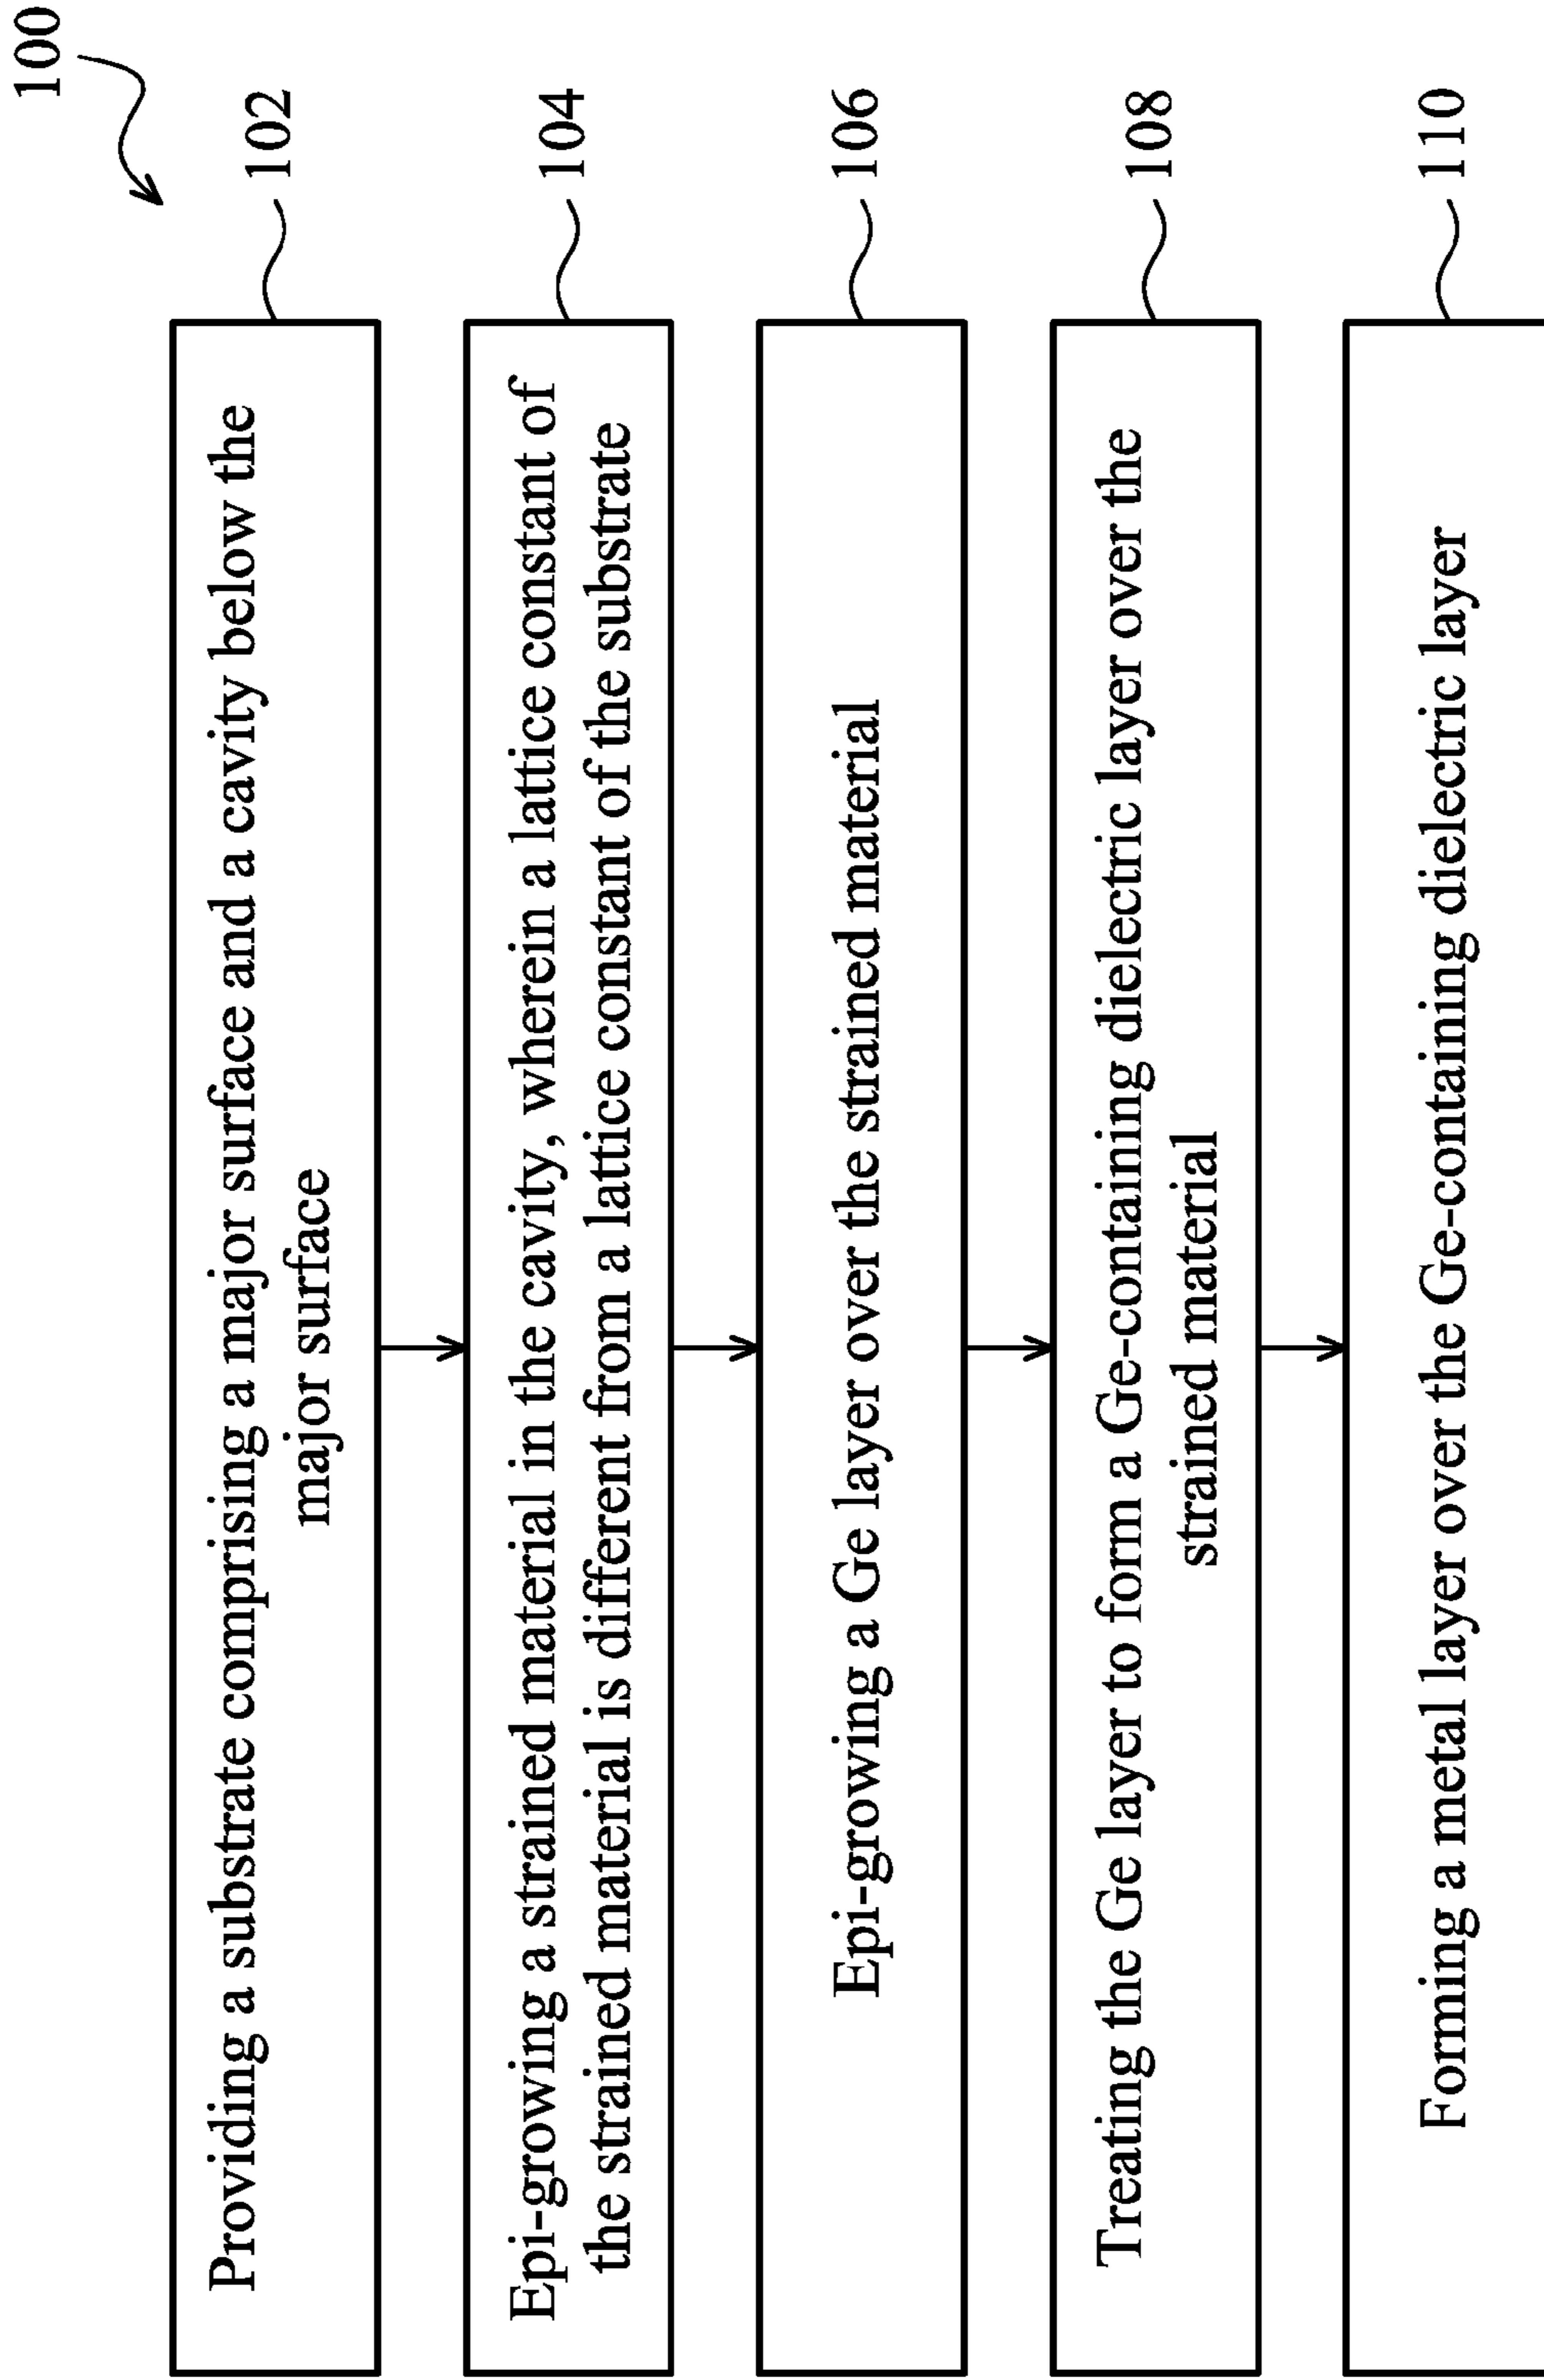 100
Providing a substrate comprising a major surface and a cavity below the
major surface
102
Epi-growing a strained material in the cavity, wherein a lattice constant of
the strained material is different from a lattice constant of the substrate
104
Epi-growing a Ge layer over the strained material
106
Treating the Ge layer to form a Ge-containing dielectric layer over the
strained material
108
Forming a metal layer over the Ge-containing dielectric layer
110